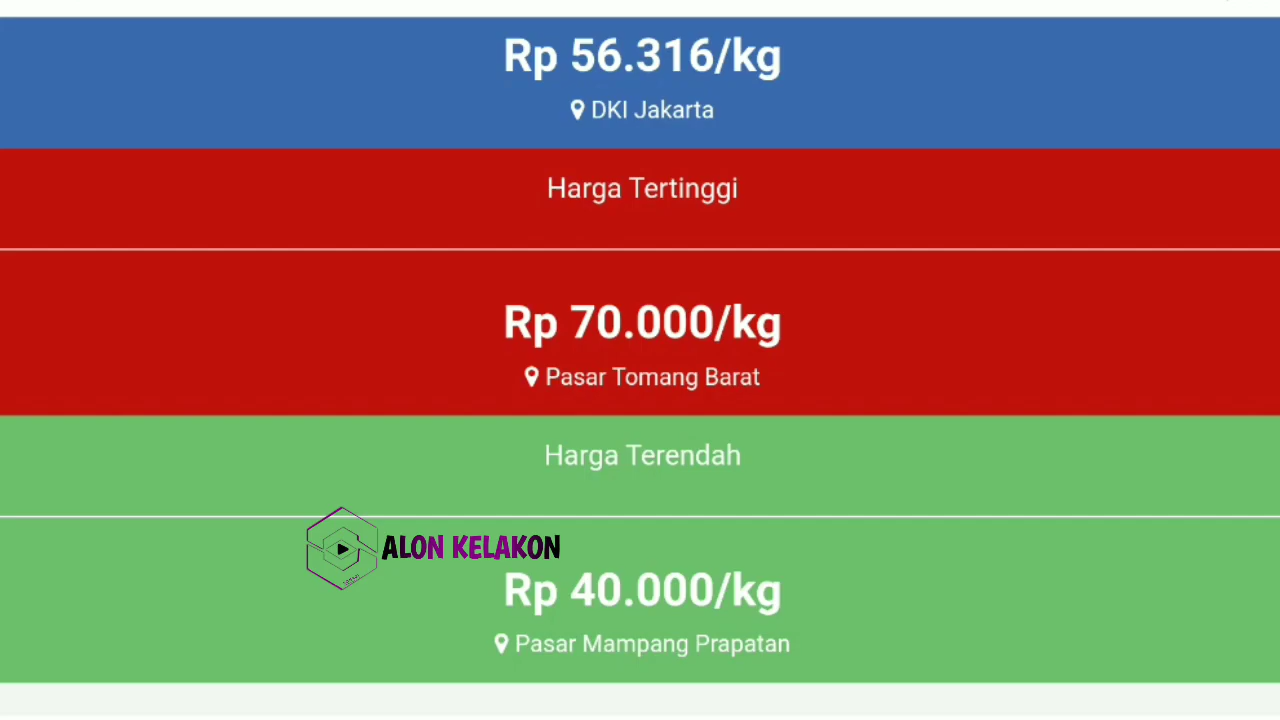 Rp 56.316/kg
DKI Jakarta
Harga Tertinggi
Rp 70.000/kg
Pasar Tomang Barat
Harga Terendah
ALON KELAKON
Rp 40.000/kg
Pasar Mampang Prapatan